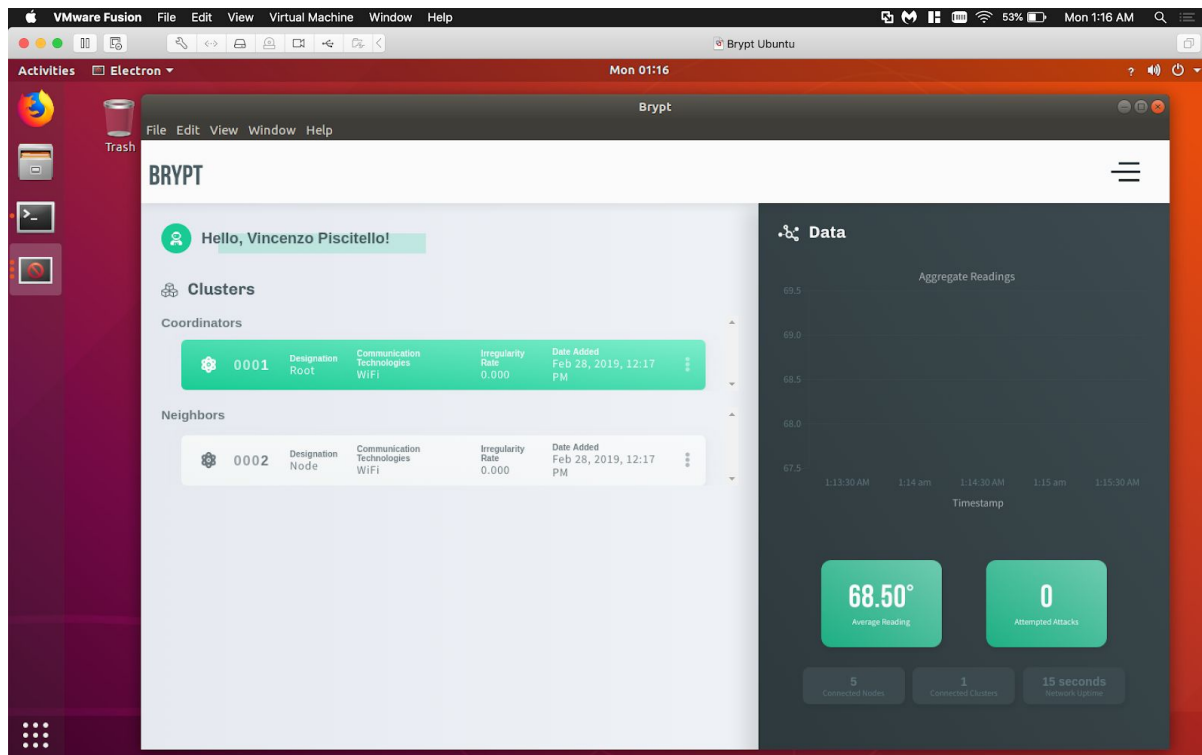 VMware Fusion File Edit View Virtual Machine Window Help 53% Mon 1:16 AM
Brypt Ubuntu
Activities Electron Mon 01:16 ?
Trash
Brypt
File Edit View Window Help
BRYPT
Hello, Vincenzo Piscitello!
Clusters
Coordinators
0001
Designation
Root
Communication
Technologies
WiFi
Irregularity
Rate
0.000
Date Added
Feb 28, 2019, 12:17
PM
Neighbors
0002
Designation
Node
Communication
Technologies
WiFi
Irregularity
Rate
0.000
Date Added
Feb 28, 2019, 12:17
PM
Data
Aggregate Readings
69.5
69.0
68.5
68.0
67.5
1:13:30 AM 1:14 am 1:14:30 AM 1:15 am 1:15:30 AM
Timestamp
68.50°
Average Reading
0
Attempted Attacks
5
Connected Nodes
1
Connected Clusters
15 seconds
Network Uptime